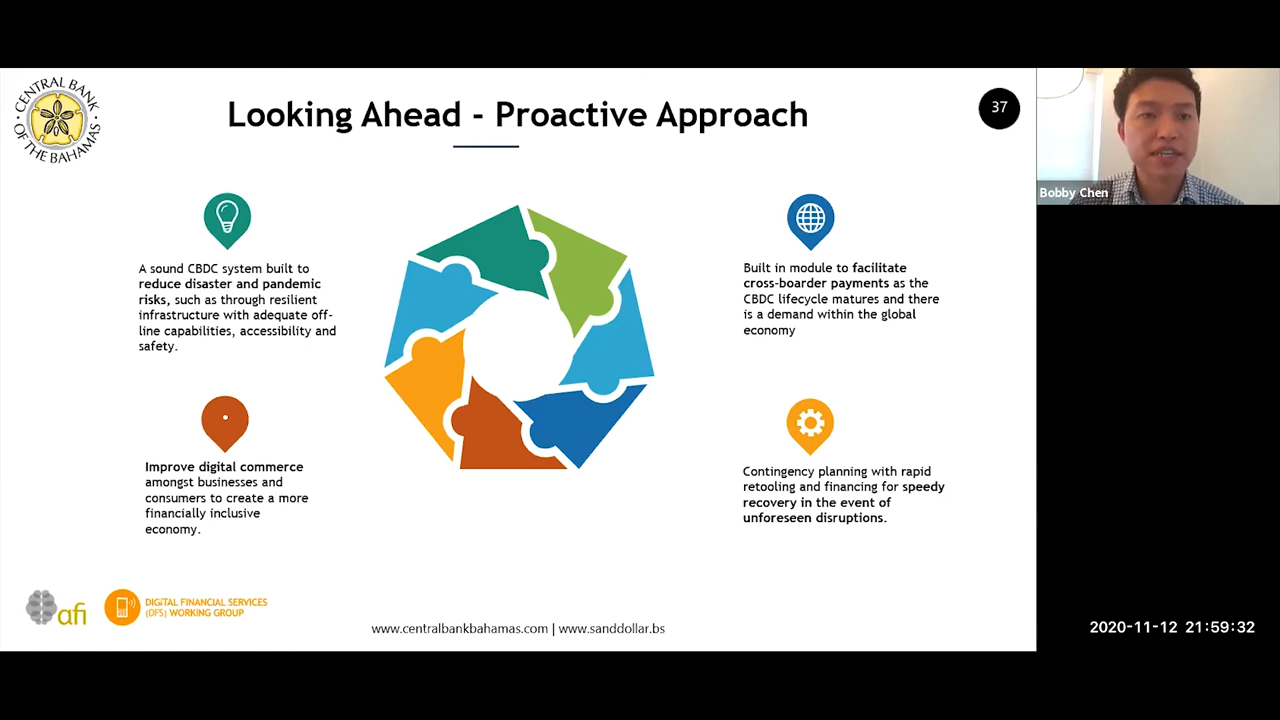 CENTRAL BANK
OF THE BAHAMAS
Looking Ahead - Proactive Approach
37
Bobby Chen
A sound CBDC system built to
reduce disaster and pandemic
risks, such as through resilient
infrastructure with adequate off-
line capabilities, accessibility and
safety.
Built in module to facilitate
cross-boarder payments as the
CBDC lifecycle matures and there
is a demand within the global
economy
Improve digital commerce
amongst businesses and
consumers to create a more
financially inclusive
economy.
Contingency planning with rapid
retooling and financing for speedy
recovery in the event of
unforeseen disruptions.
afi
DIGITAL FINANCIAL SERVICES
(DFS) WORKING GROUP
www.centralbankbahamas.com | www.sanddollar.bs
2020-11-12 21:59:32